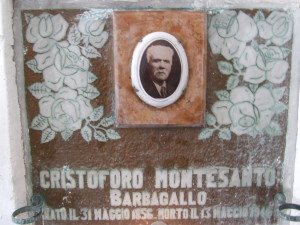 CRISTOFORO MONTESANTO
BARBAGALLO
NATO IL 31 MAGGIO 1856 MORTO IL 13 MAGGIO